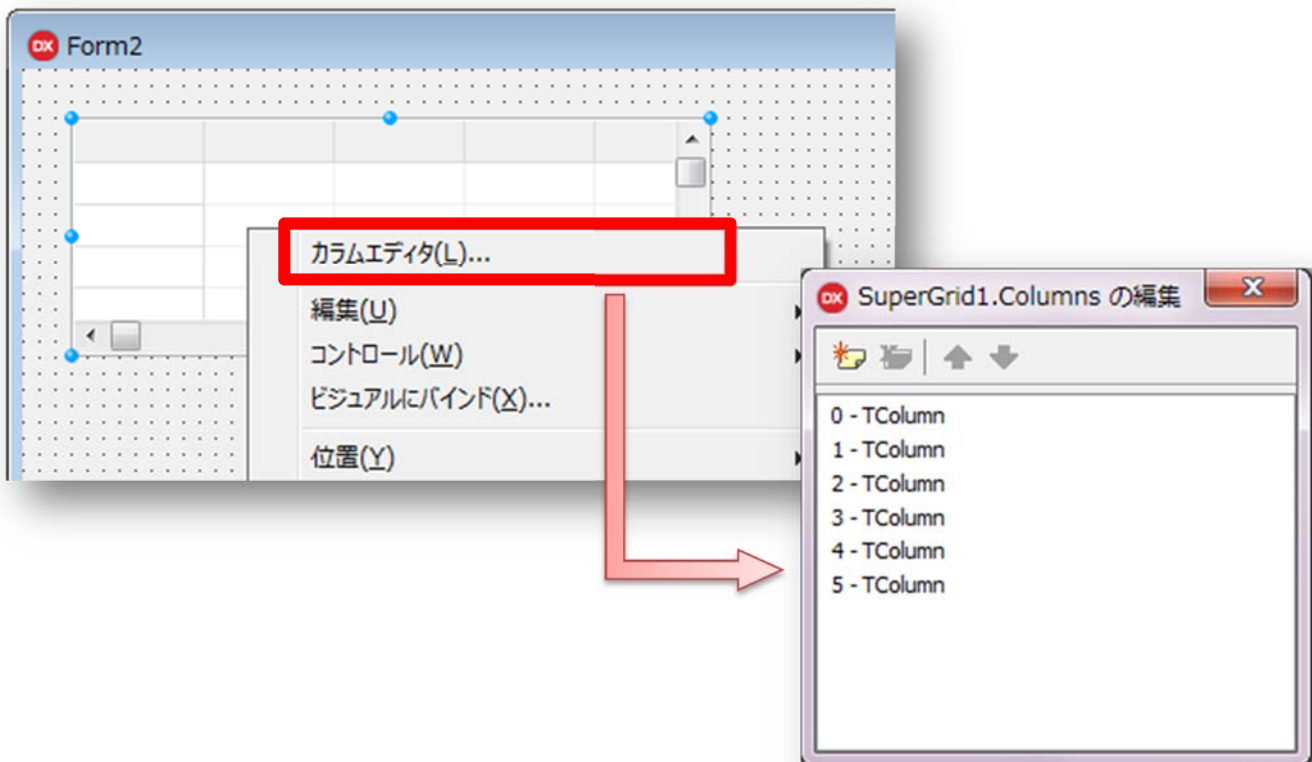 DX Form2
カラムエディタ(L)...
編集(U)
コントロール(W)
ビジュアルにバインド(X)...
位置(Y)
DX SuperGrid1.Columns の編集
0 - TColumn
1 - TColumn
2 - TColumn
3 - TColumn
4 - TColumn
5 - TColumn